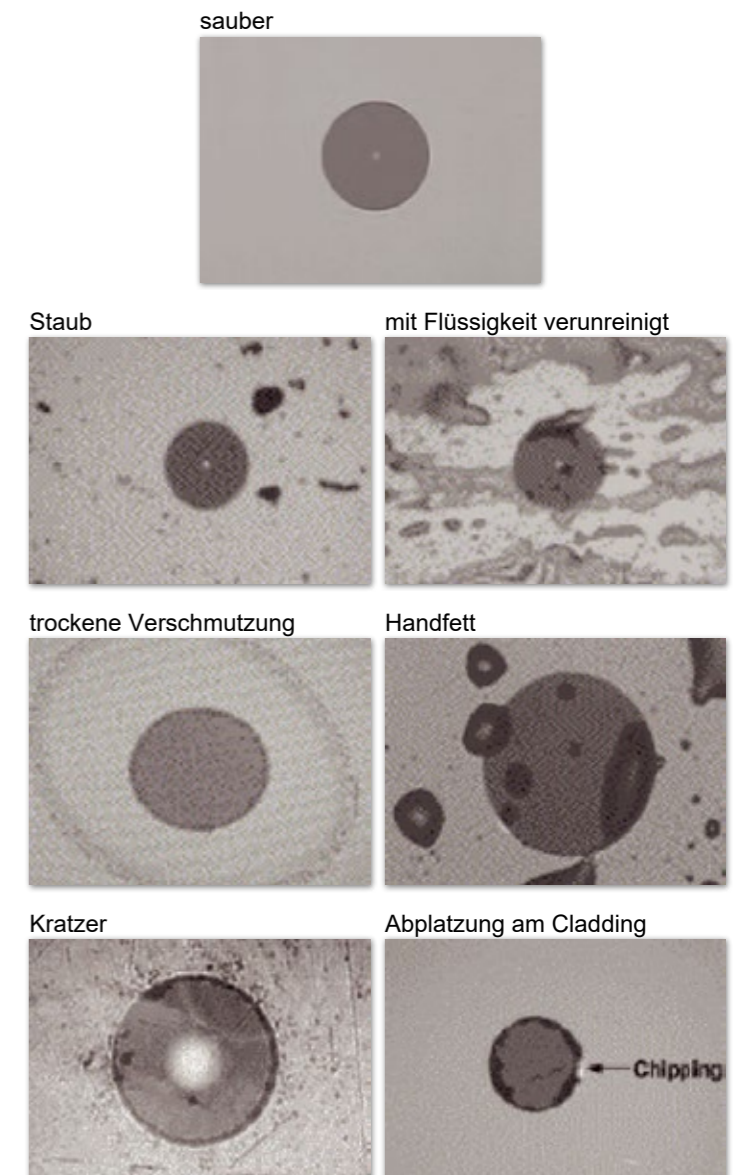 sauber
Staub
mit Flüssigkeit verunreinigt
trockene Verschmutzung
Handfett
Kratzer
Abplatzung am Cladding
Chipping